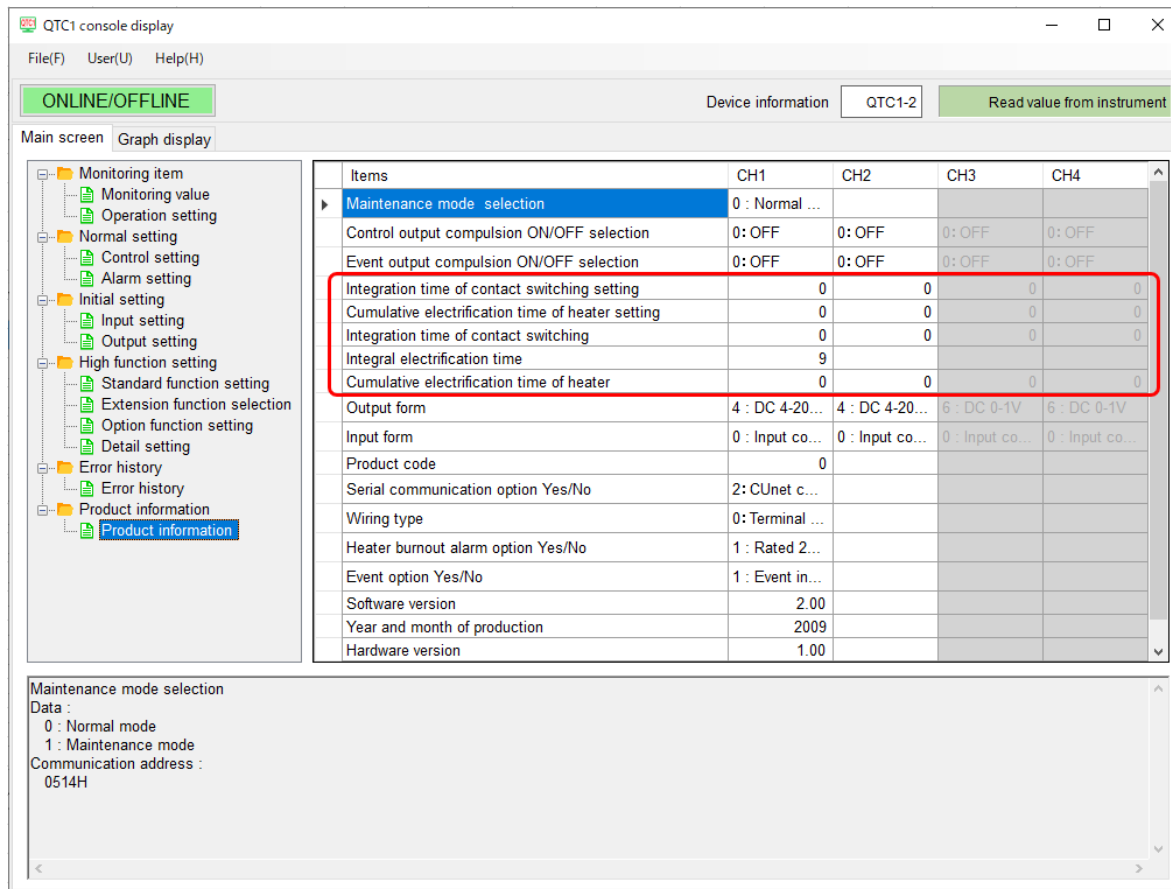 QTC1 console display
File(F) User(U) Help(H)
ONLINE/OFFLINE Device information QTC1-2 Read value from instrument
Main screen Graph display
Monitoring item
Monitoring value
Operation setting
Normal setting
Control setting
Alarm setting
Initial setting
Input setting
Output setting
High function setting
Standard function setting
Extension function selection
Option function setting
Detail setting
Error history
Error history
Product information
Product information
Items CH1 CH2 CH3 CH4
Maintenance mode selection 0 : Normal ...
Control output compulsion ON/OFF selection 0: OFF 0: OFF 0: OFF 0: OFF
Event output compulsion ON/OFF selection 0: OFF 0: OFF 0: OFF 0: OFF
Integration time of contact switching setting 0 0 0 0
Cumulative electrification time of heater setting 0 0 0 0
Integration time of contact switching 0 0 0 0
Integral electrification time 9
Cumulative electrification time of heater 0 0 0 0
Output form 4 : DC 4-20... 4 : DC 4-20... 6 : DC 0-1V 6 : DC 0-1V
Input form 0 : Input co... 0 : Input co... 0 : Input co... 0 : Input co...
Product code 0
Serial communication option Yes/No 2: CUnet c...
Wiring type 0: Terminal ...
Heater burnout alarm option Yes/No 1 : Rated 2...
Event option Yes/No 1 : Event in...
Software version 2.00
Year and month of production 2009
Hardware version 1.00
Maintenance mode selection
Data :
0 : Normal mode
1 : Maintenance mode
Communication address :
0514H